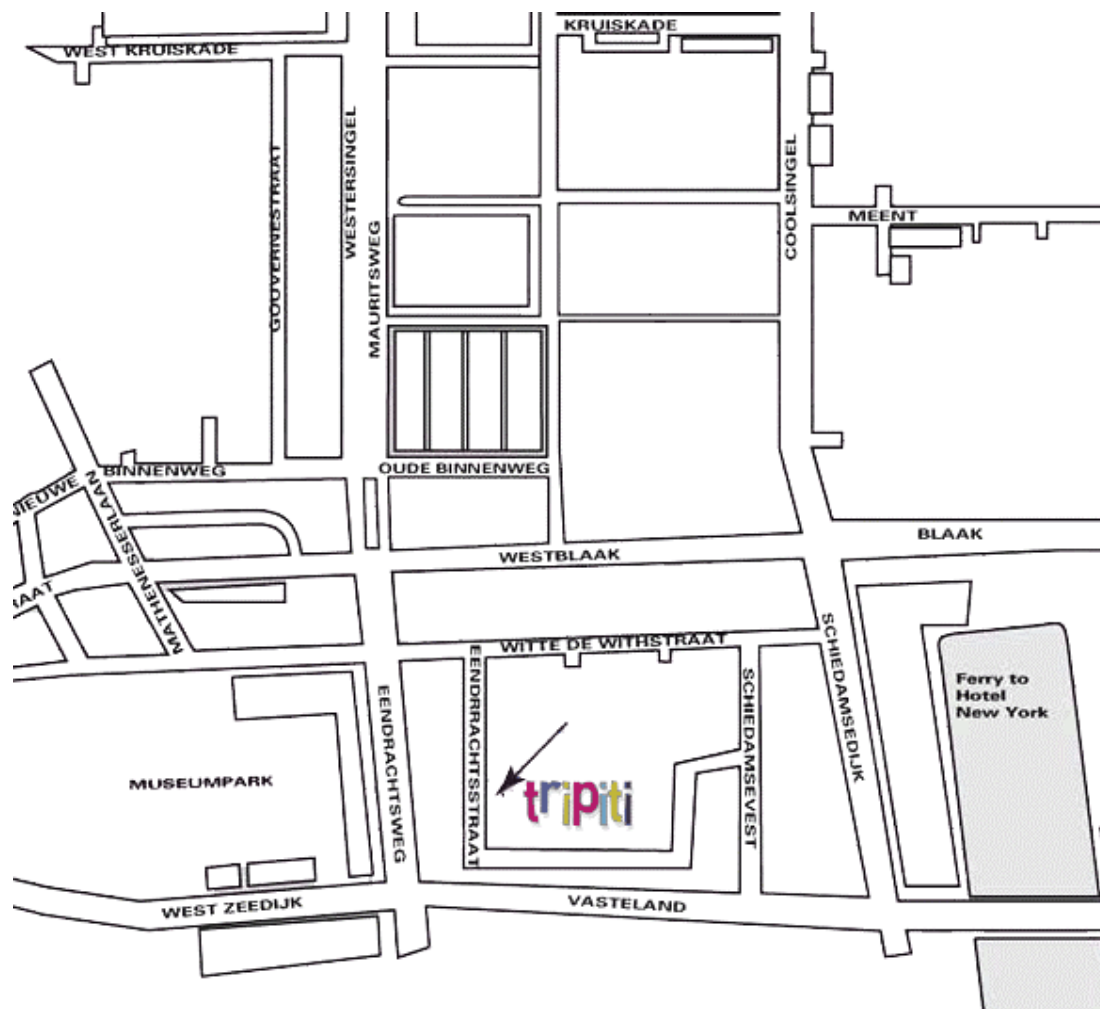 KRUISKADE
WEST KRUISKADE
GOUVERNESTRAAT
WESTERSINGEL
MAURITSWEG
COOLSINGEL
MEENT
NIEUWE BINNENWEG
OUDE BINNENWEG
MATHENESSERLAAN
RAAT
WESTBLAAK
BLAAK
WITTE DE WITHSTRAAT
EENDRRACHTSSTRAAT
EENDRACHTSWEG
SCHIEDAMSEVEST
SCHIEDAMSEDIJK
Ferry to
Hotel
New York
MUSEUMPARK
tripiti
WEST ZEEDIJK
VASTELAND